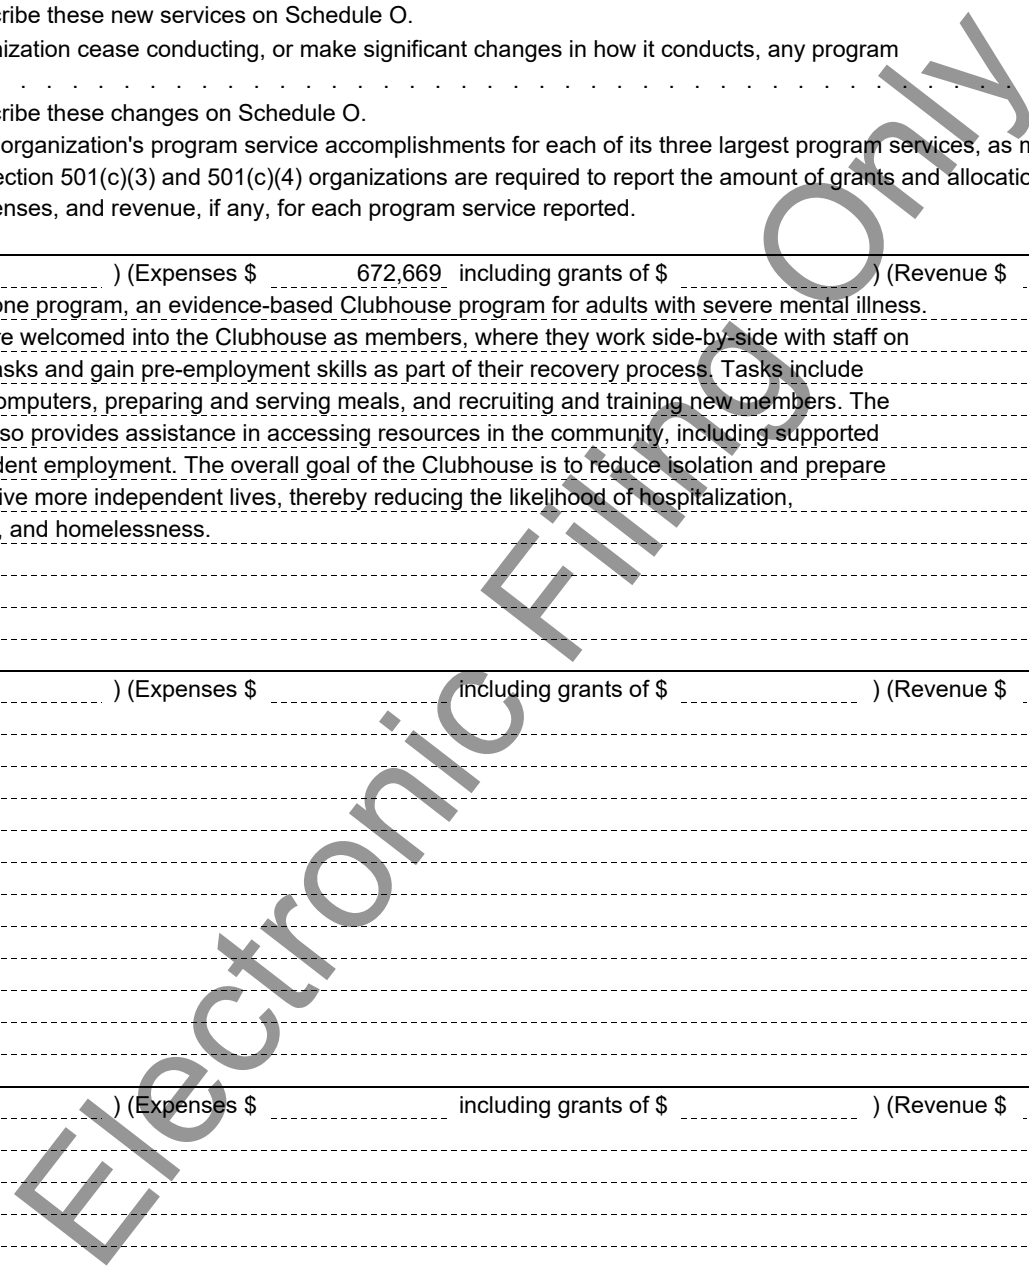 cribe these new services on Schedule O.
nization cease conducting, or make significant changes in how it conducts, any program
. . . . . . . . . . . . . . . . . . . . . . . . . . . . . . . . . . . . . . .
cribe these changes on Schedule O.
organization's program service accomplishments for each of its three largest program services, as m
ection 501(c)(3) and 501(c)(4) organizations are required to report the amount of grants and allocatio
enses, and revenue, if any, for each program service reported.
) (Expenses $ 672,669 including grants of $ ) (Revenue $
one program, an evidence-based Clubhouse program for adults with severe mental illness.
re welcomed into the Clubhouse as members, where they work side-by-side with staff on
asks and gain pre-employment skills as part of their recovery process. Tasks include
omputers, preparing and serving meals, and recruiting and training new members. The
so provides assistance in accessing resources in the community, including supported
dent employment. The overall goal of the Clubhouse is to reduce isolation and prepare
ive more independent lives, thereby reducing the likelihood of hospitalization,
, and homelessness.
) (Expenses $ including grants of $ ) (Revenue $
) (Expenses $ including grants of $ ) (Revenue $
Electronic Filing Only